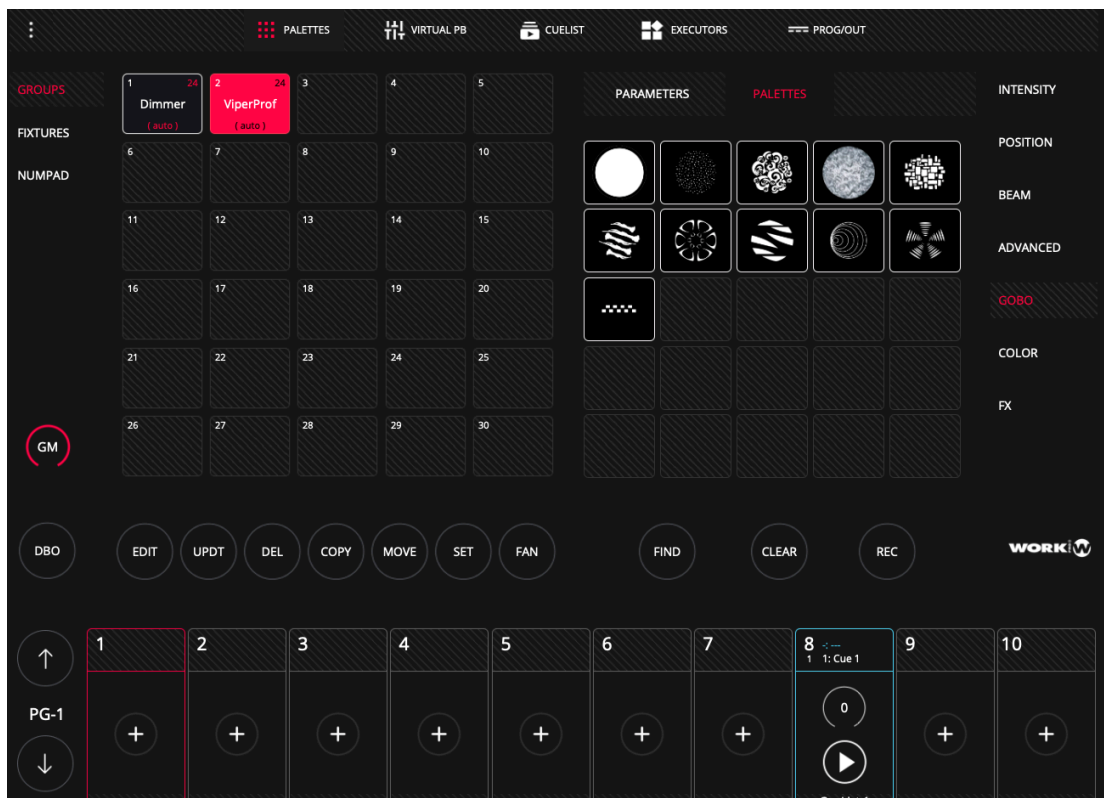 PALETTES VIRTUAL PB CUELIST EXECUTORS PROG/OUT
GROUPS
FIXTURES
NUMPAD
1 24
Dimmer
( auto )
2 24
ViperProf
( auto )
3 4 5
6 7 8 9 10
11 12 13 14 15
16 17 18 19 20
21 22 23 24 25
26 27 28 29 30
PARAMETERS PALETTES
INTENSITY
POSITION
BEAM
ADVANCED
GOBO
COLOR
FX
GM
DBO EDIT UPDT DEL COPY MOVE SET FAN FIND CLEAR REC
WORK W
PG-1
1 2 3 4 5 6 7
8 -:---
1 1: Cue 1
0
9 10
+ + + + + + + + +